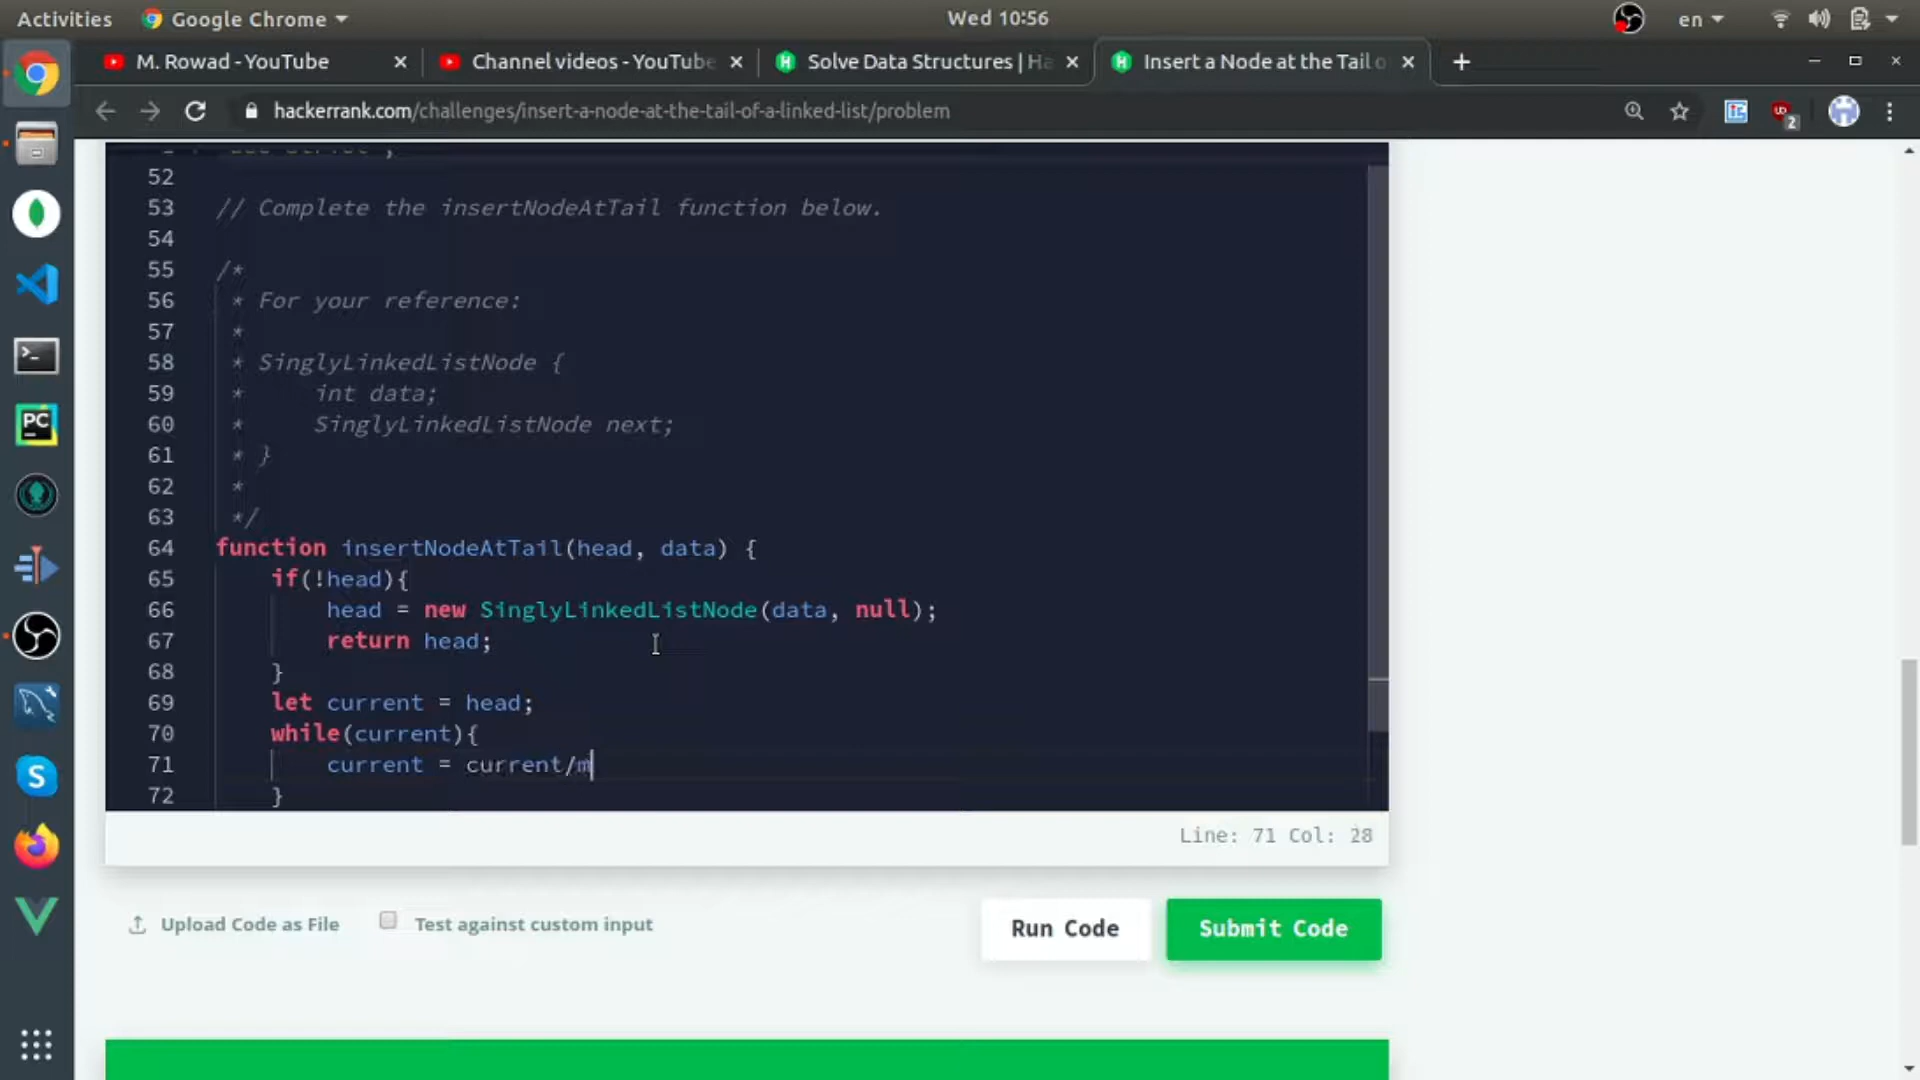 Activities Google Chrome Wed 10:56 en
M. Rowad - YouTube Channel videos - YouTube Solve Data Structures | Ha Insert a Node at the Tail o
hackerrank.com/challenges/insert-a-node-at-the-tail-of-a-linked-list/problem 2
52
53 // Complete the insertNodeAtTail function below.
54
55 /*
56 * For your reference:
57 *
58 * SinglyLinkedListNode {
59 *     int data;
60 *     SinglyLinkedListNode next;
61 * }
62 *
63 */
64 function insertNodeAtTail(head, data) {
65     if(!head){
66         head = new SinglyLinkedListNode(data, null);
67         return head;
68     }
69     let current = head;
70     while(current){
71         current = current/m
72     }
Line: 71 Col: 28
Upload Code as File Test against custom input Run Code Submit Code
PC
S